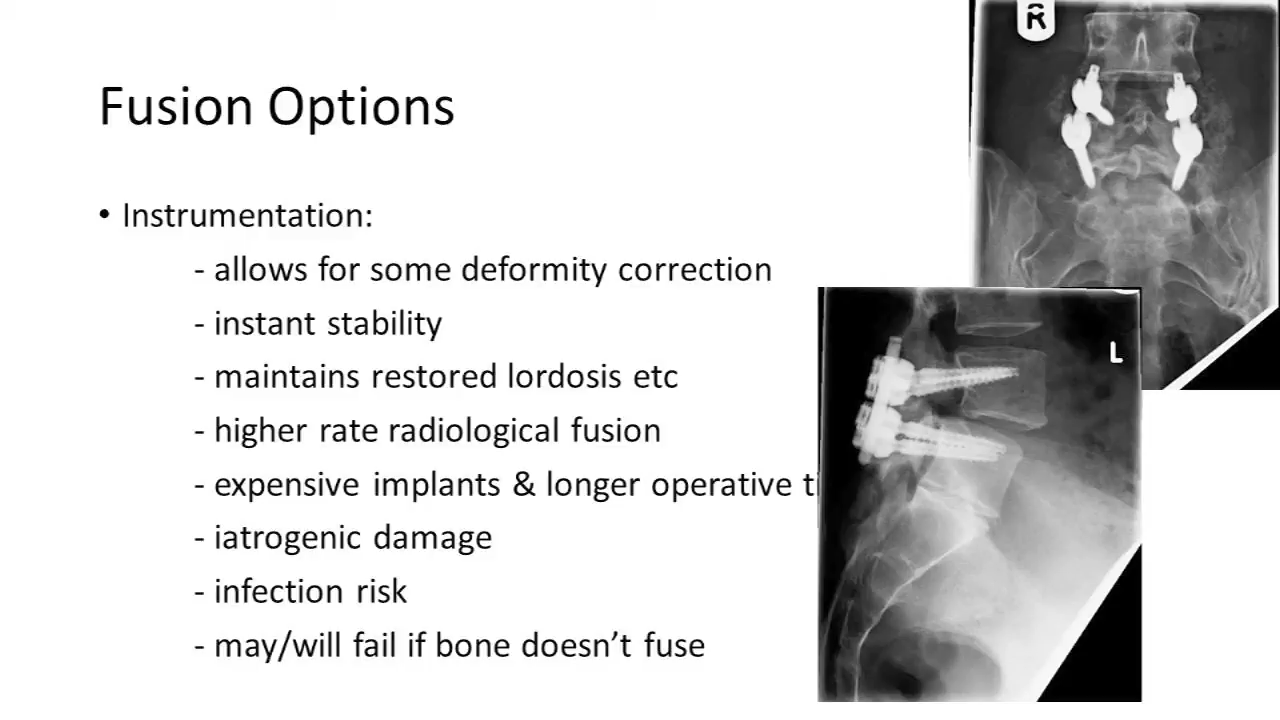 Fusion Options
• Instrumentation:
- allows for some deformity correction
- instant stability
- maintains restored lordosis etc
- higher rate radiological fusion
- expensive implants & longer operative
- iatrogenic damage
- infection risk
- may/will fail if bone doesn’t fuse
R
L